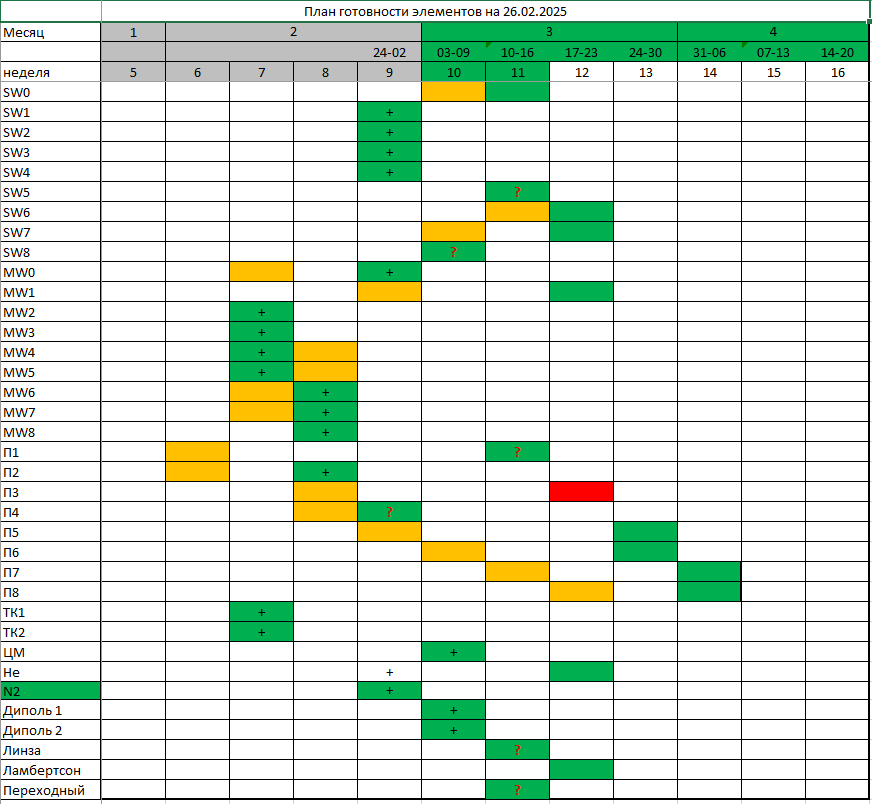 План готовности элементов на 26.02.2025
Месяц 1 2 3 4
24-02 03-09 10-16 17-23 24-30 31-06 07-13 14-20
неделя 5 6 7 8 9 10 11 12 13 14 15 16
SW0
SW1 +
SW2 +
SW3 +
SW4 +
SW5 ?
SW6
SW7
SW8 ?
MW0 +
MW1
MW2 +
MW3 +
MW4 +
MW5 +
MW6 +
MW7 +
MW8 +
П1 ?
П2 +
П3
П4 ?
П5
П6
П7
П8
ТК1 +
ТК2 +
ЦМ +
He +
N2 +
Диполь 1 +
Диполь 2 +
Линза ?
Ламбертсон
Переходный ?